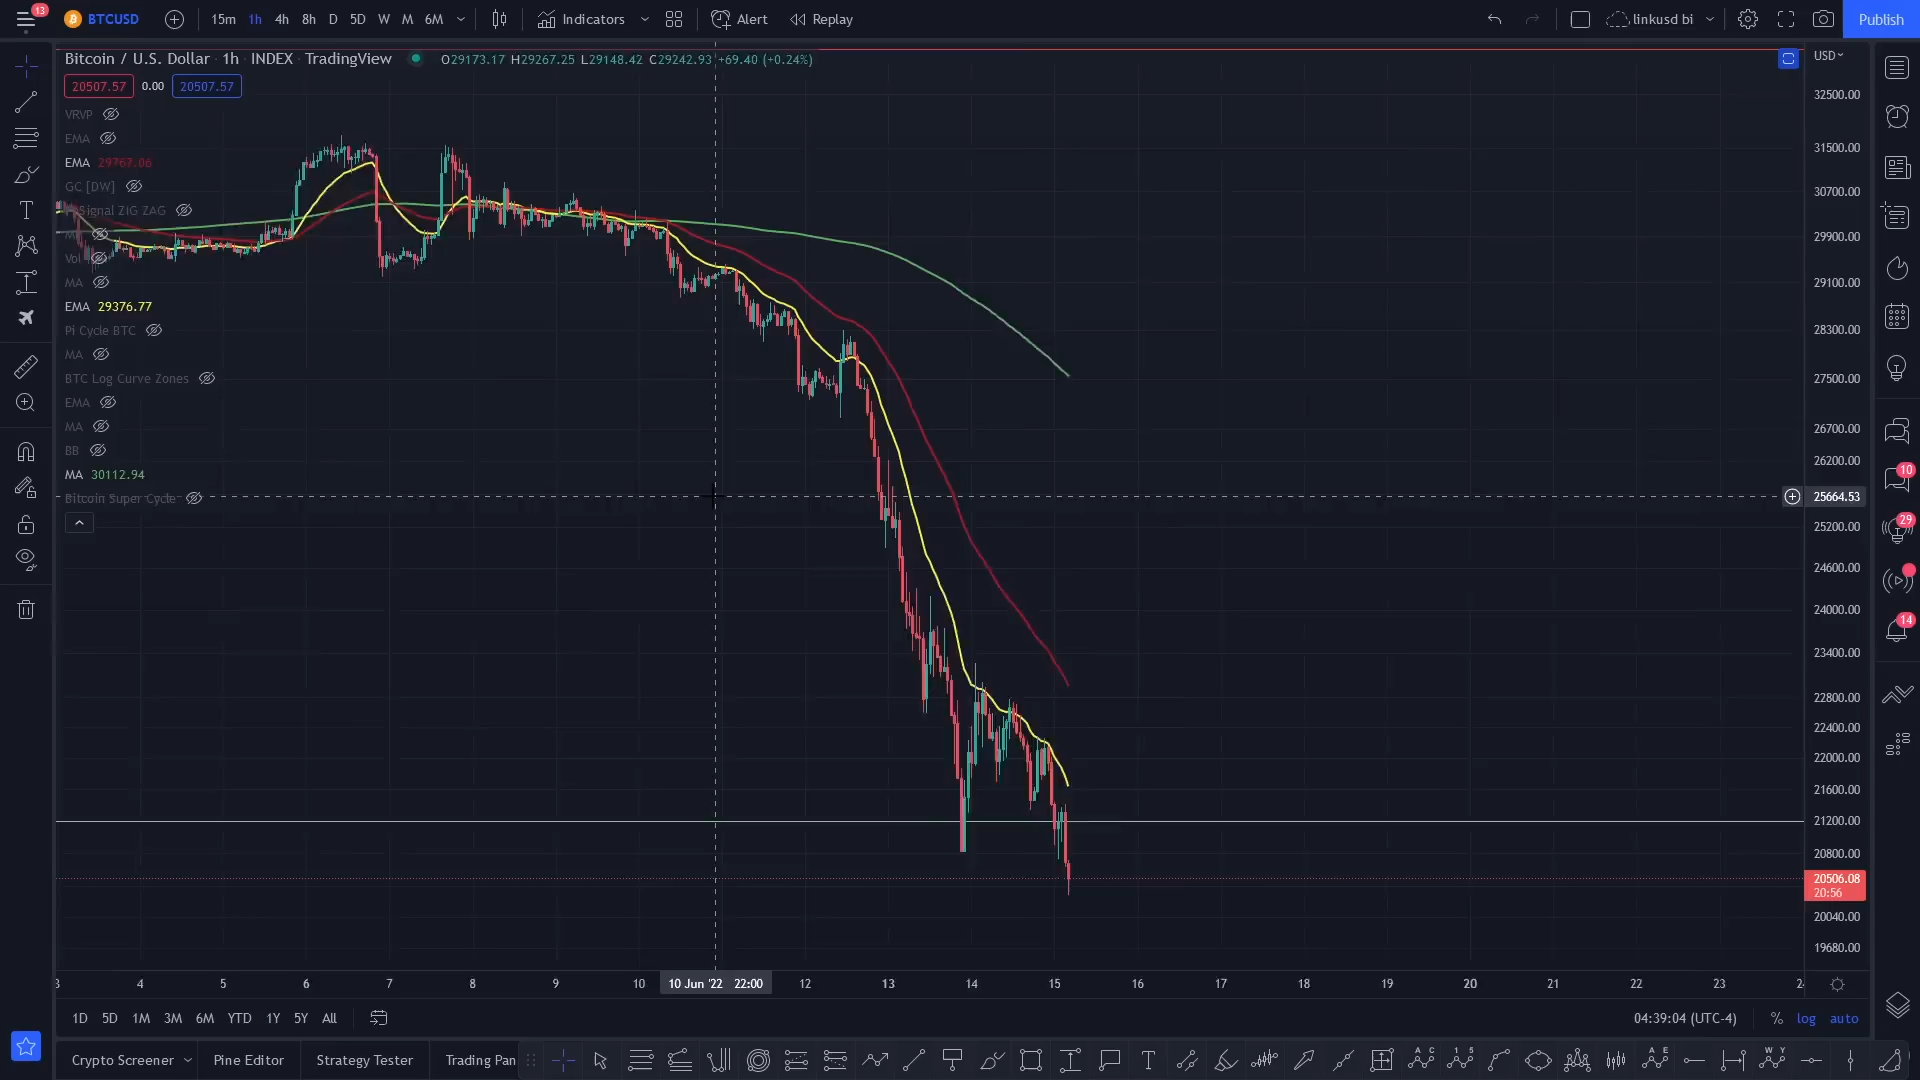 13
BTCUSD
15m 1h 4h 8h D 5D W M 6M
Indicators
Alert
Replay
linkusd bi
Publish
Bitcoin / U.S. Dollar · 1h · INDEX · TradingView
O29173.17 H29267.25 L29148.42 C29242.93 +69.40 (+0.24%)
20507.57 0.00 20507.57
VRVP
EMA
EMA 29767.06
GC [DW]
Signal ZIG ZAG
Vol
MA
EMA 29376.77
Pi Cycle BTC
MA
BTC Log Curve Zones
EMA
MA
BB
MA 30112.94
Bitcoin Super Cycle
USD
32500.00
31500.00
30700.00
29900.00
29100.00
28300.00
27500.00
26700.00
26200.00
25664.53
25200.00
24600.00
24000.00
23400.00
22800.00
22400.00
22000.00
21600.00
21200.00
20800.00
20506.08
20:56
20040.00
19680.00
10
29
14
3 4 5 6 7 8 9 10 10 Jun '22 22:00 12 13 14 15 16 17 18 19 20 21 22 23
1D 5D 1M 3M 6M YTD 1Y 5Y All
04:39:04 (UTC-4) % log auto
Crypto Screener Pine Editor Strategy Tester Trading Pan